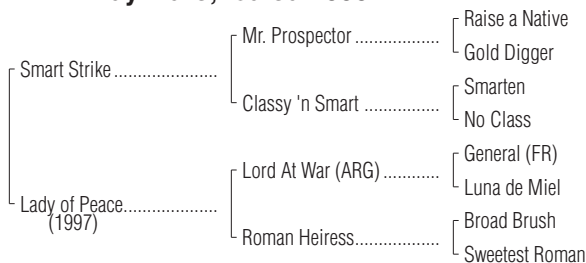 Raise a Native
Mr. Prospector ..................
Gold Digger
Smart Strike ......................
Smarten
Classy 'n Smart ................
No Class
General (FR)
Lord At War (ARG) ............
Luna de Miel
Lady of Peace....................
(1997)
Broad Brush
Roman Heiress..................
Sweetest Roman